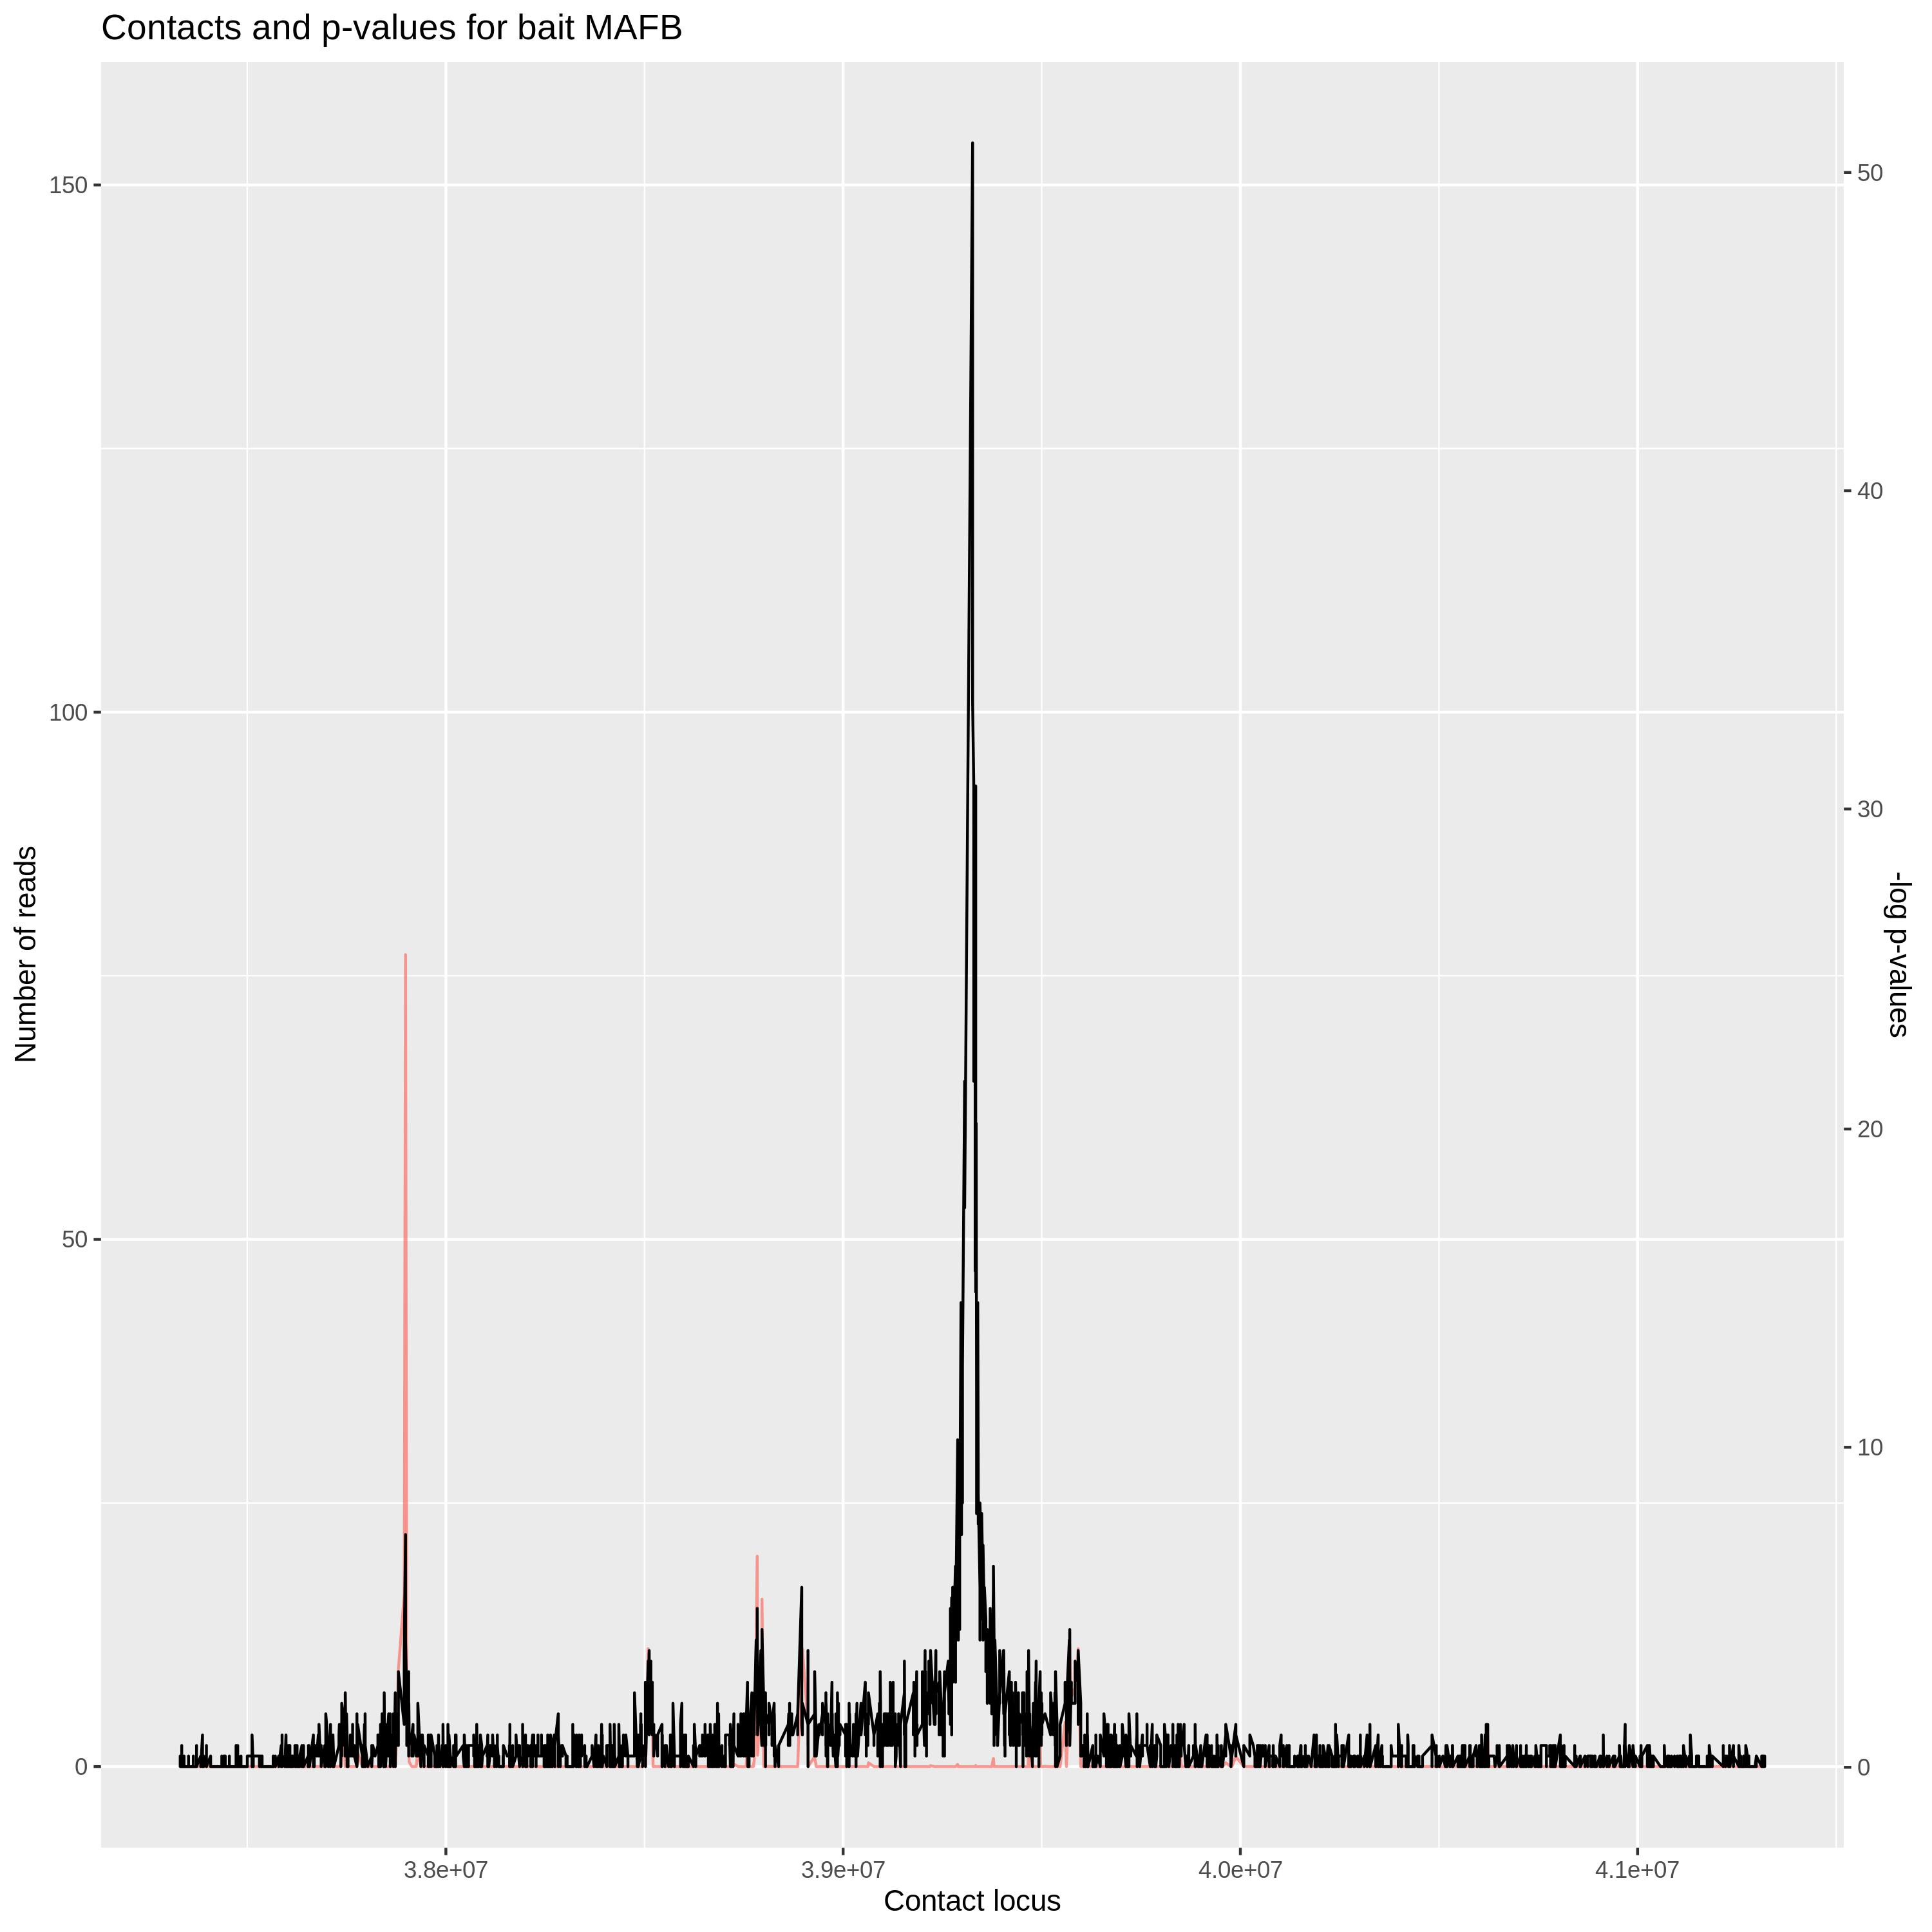 Contacts and p-values for bait MAFB
150
100
50
0
Number of reads
50
40
30
20
10
0
-log p-values
3.8e+07
3.9e+07
4.0e+07
4.1e+07
Contact locus